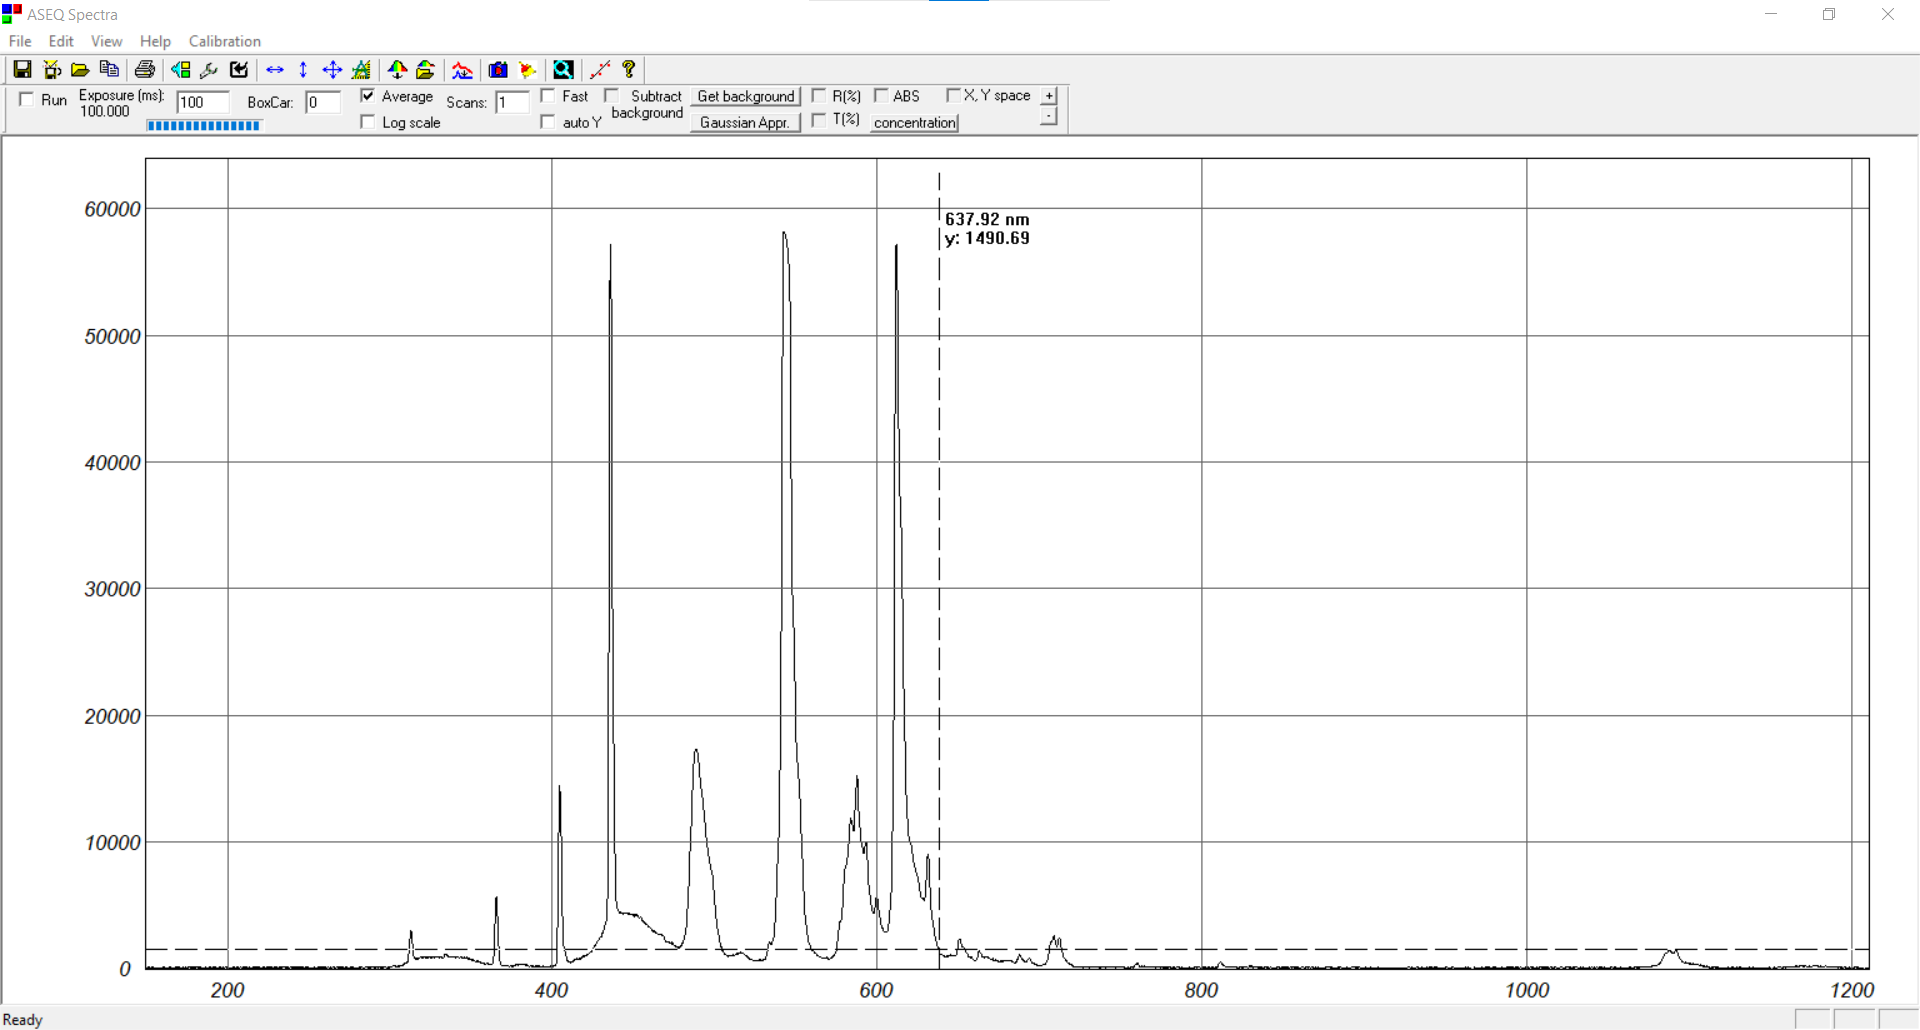 ASEQ Spectra
File Edit View Help Calibration
Run Exposure (ms): 100.000 100 BoxCar: 0 Average Log scale Scans: 1 Fast auto Y Subtract background Get background Gaussian Appr. R(%) T(%) ABS concentration X, Y space + -
637.92 nm
y: 1490.69
60000
50000
40000
30000
20000
10000
0
200 400 600 800 1000 1200
Ready